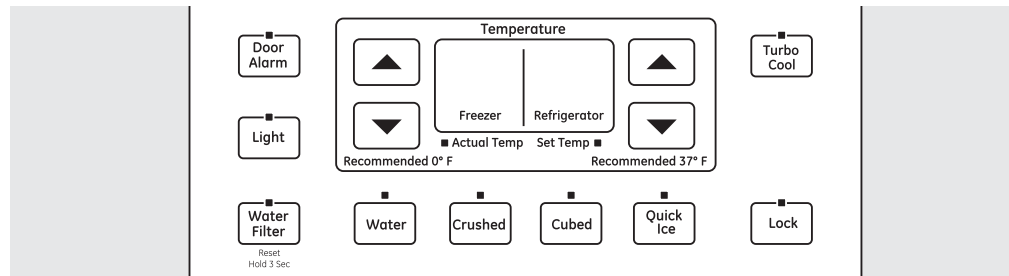 Temperature
Door
Alarm
Turbo
Cool
Freezer
Refrigerator
Light
Actual Temp
Set Temp
Recommended 0° F
Recommended 37° F
Water
Filter
Water
Crushed
Cubed
Quick
Ice
Lock
Reset
Hold 3 Sec